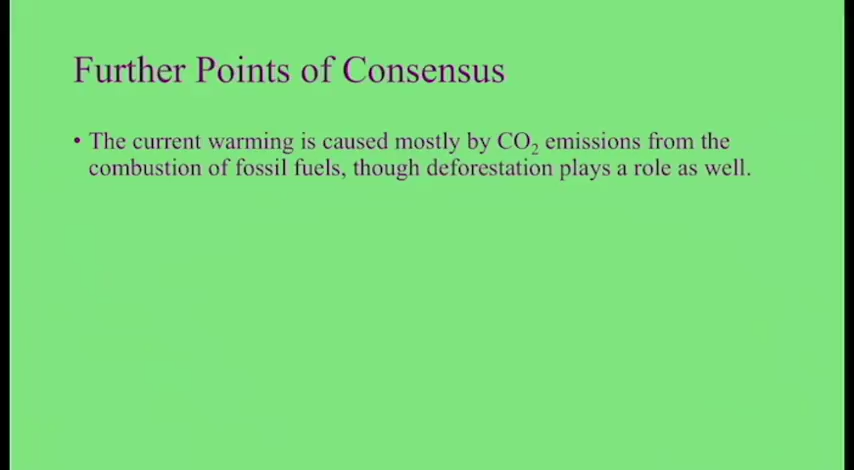 Further Points of Consensus
• The current warming is caused mostly by CO₂ emissions from the
combustion of fossil fuels, though deforestation plays a role as well.